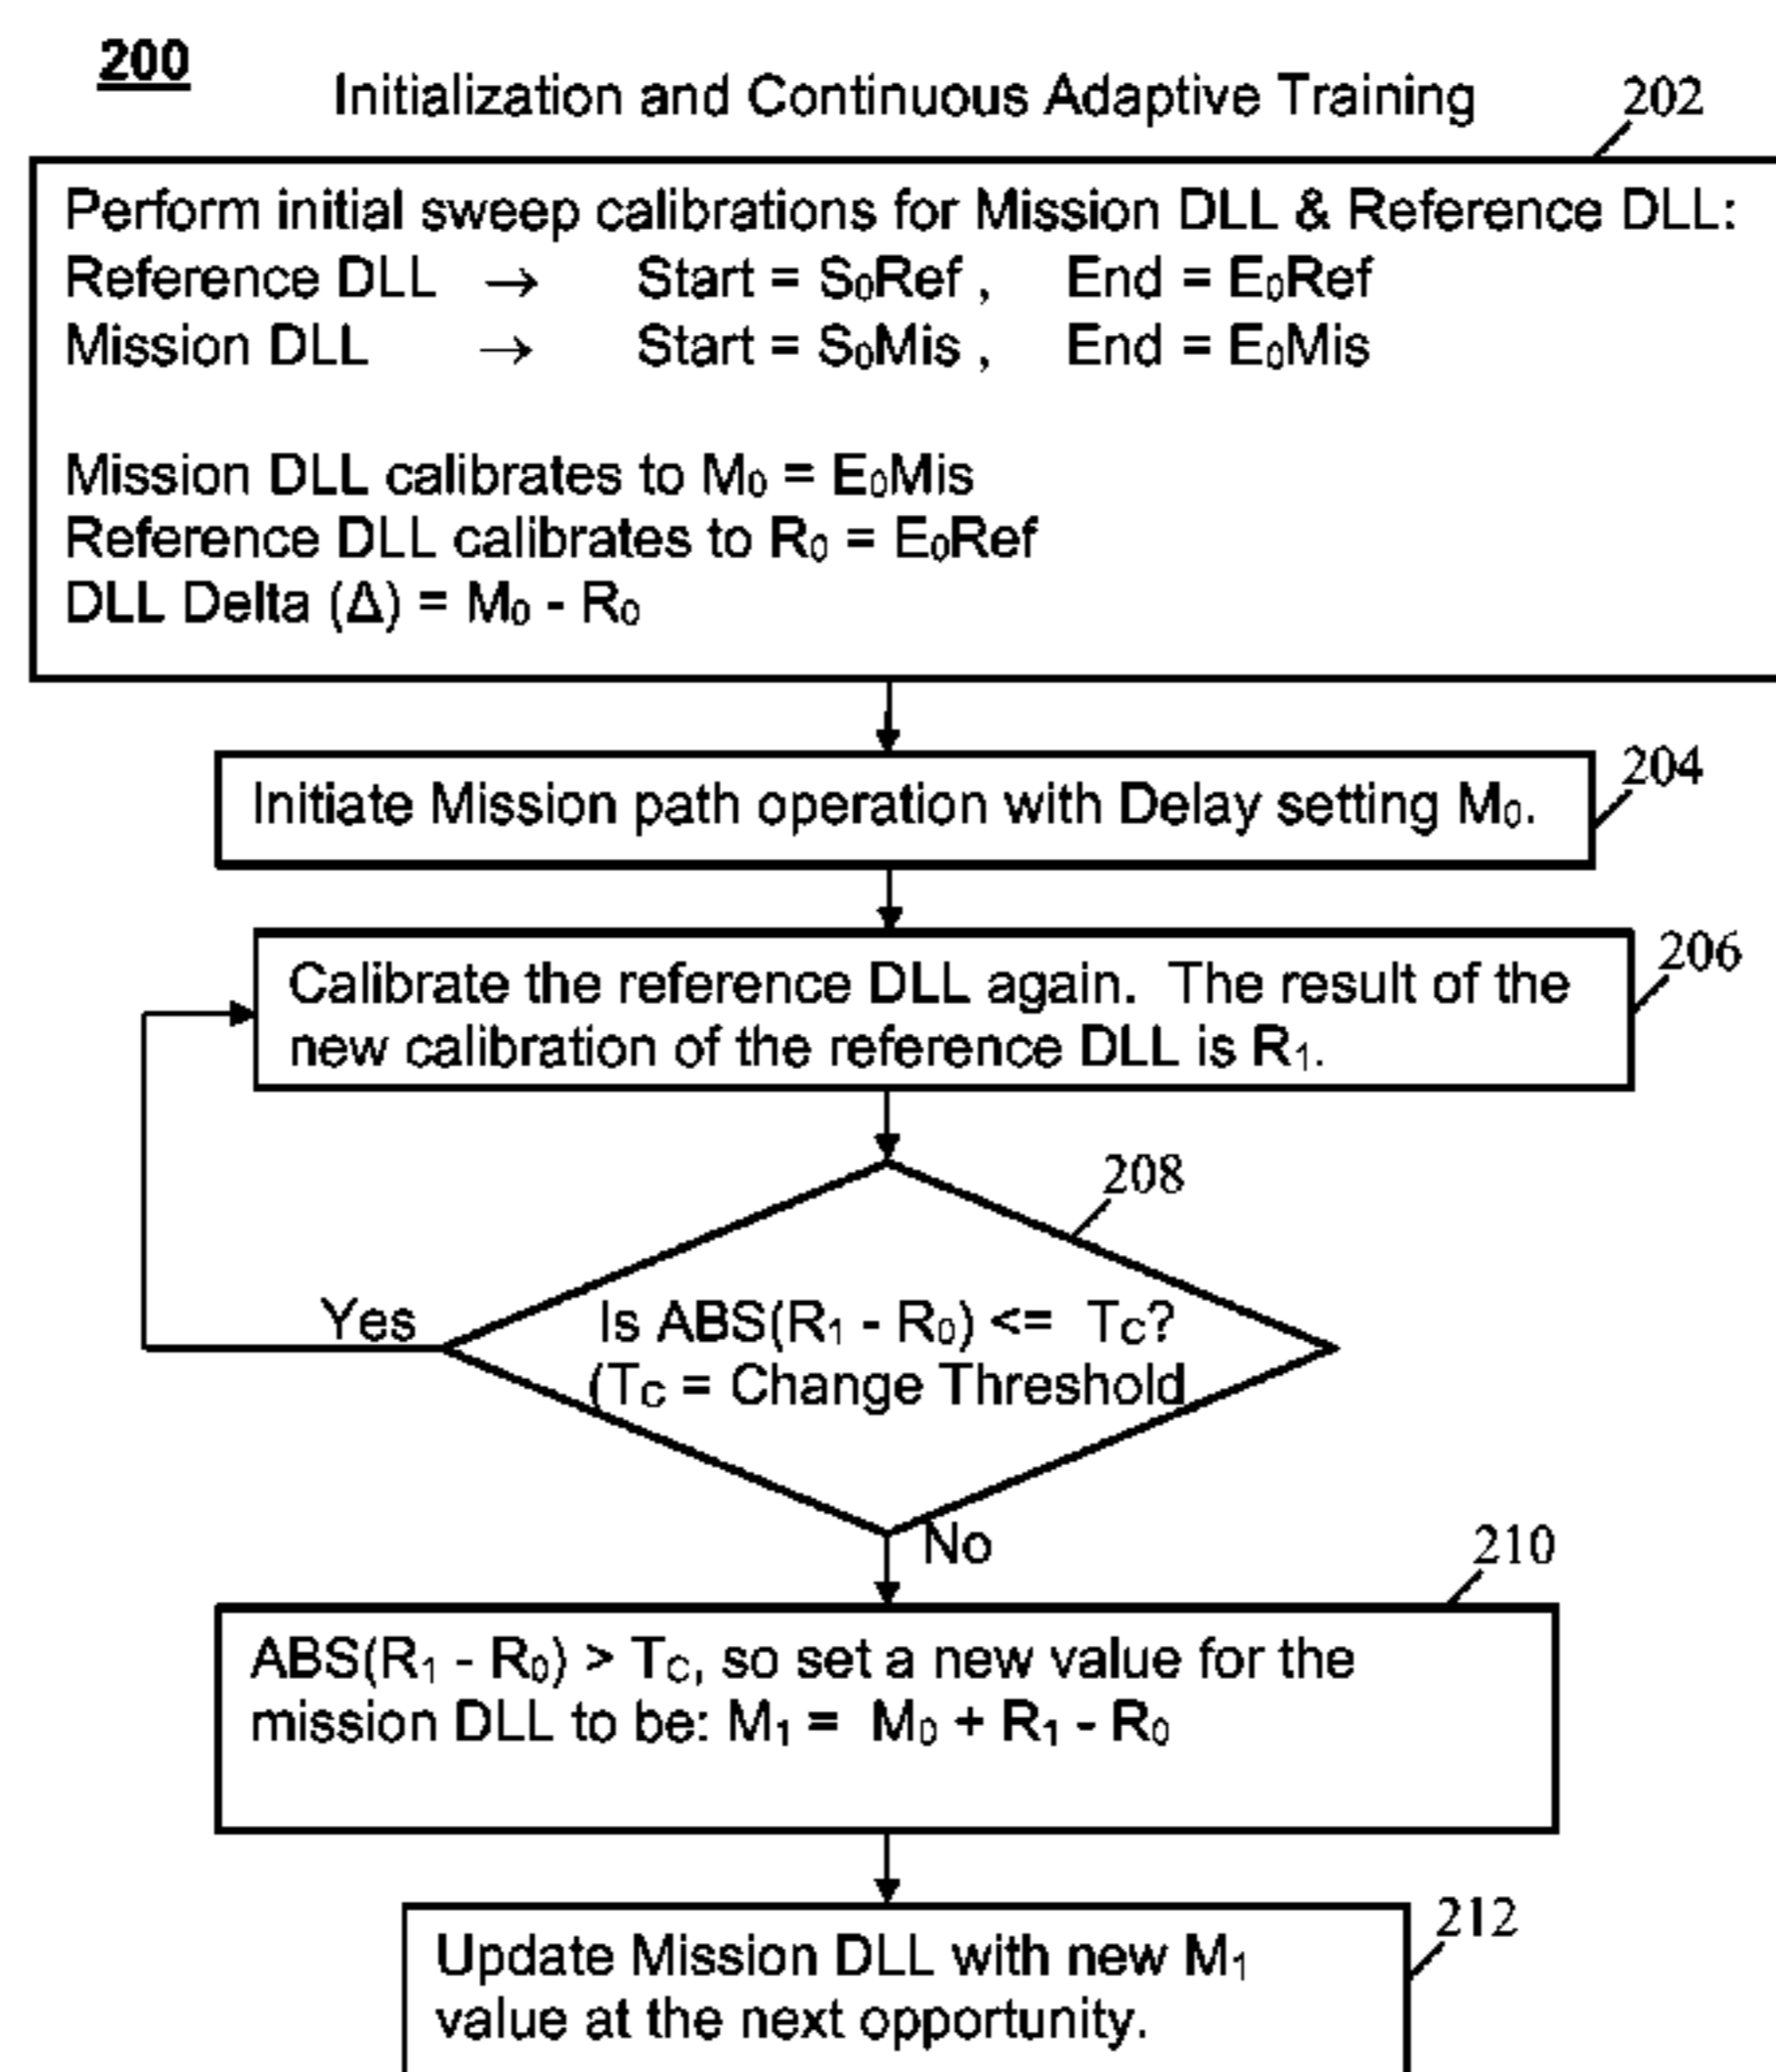 200
Initialization and Continuous Adaptive Training
202
Perform initial sweep calibrations for Mission DLL & Reference DLL:
Reference DLL → Start = S₀Ref , End = E₀Ref
Mission DLL → Start = S₀Mis , End = E₀Mis
Mission DLL calibrates to M₀ = E₀Mis
Reference DLL calibrates to R₀ = E₀Ref
DLL Delta (Δ) = M₀ - R₀
204
Initiate Mission path operation with Delay setting M₀.
206
Calibrate the reference DLL again. The result of the
new calibration of the reference DLL is R₁.
208
Yes
Is ABS(R₁ - R₀) <= T_C?
(T_C = Change Threshold
No
210
ABS(R₁ - R₀) > T_C, so set a new value for the
mission DLL to be: M₁ = M₀ + R₁ - R₀
212
Update Mission DLL with new M₁
value at the next opportunity.